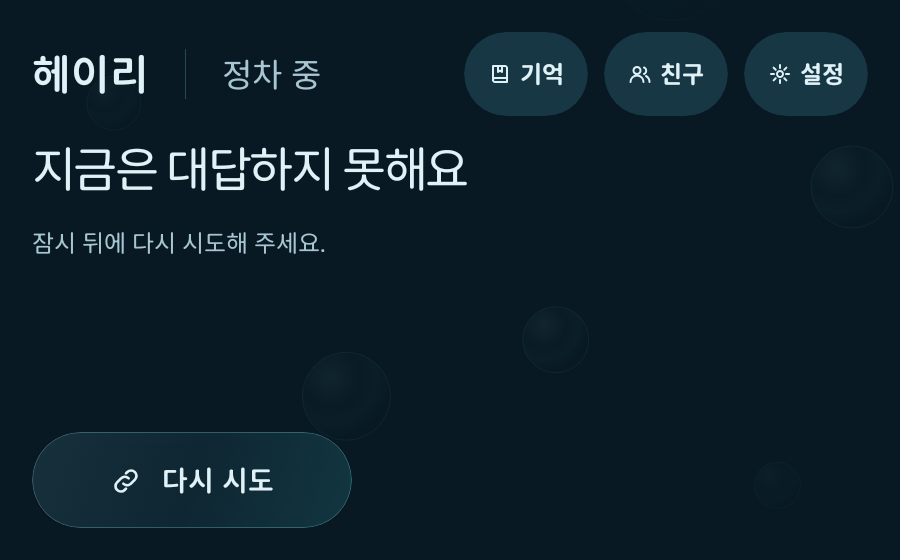 헤이리
정차 중
기억
친구
설정
지금은 대답하지 못해요
잠시 뒤에 다시 시도해 주세요.
다시 시도